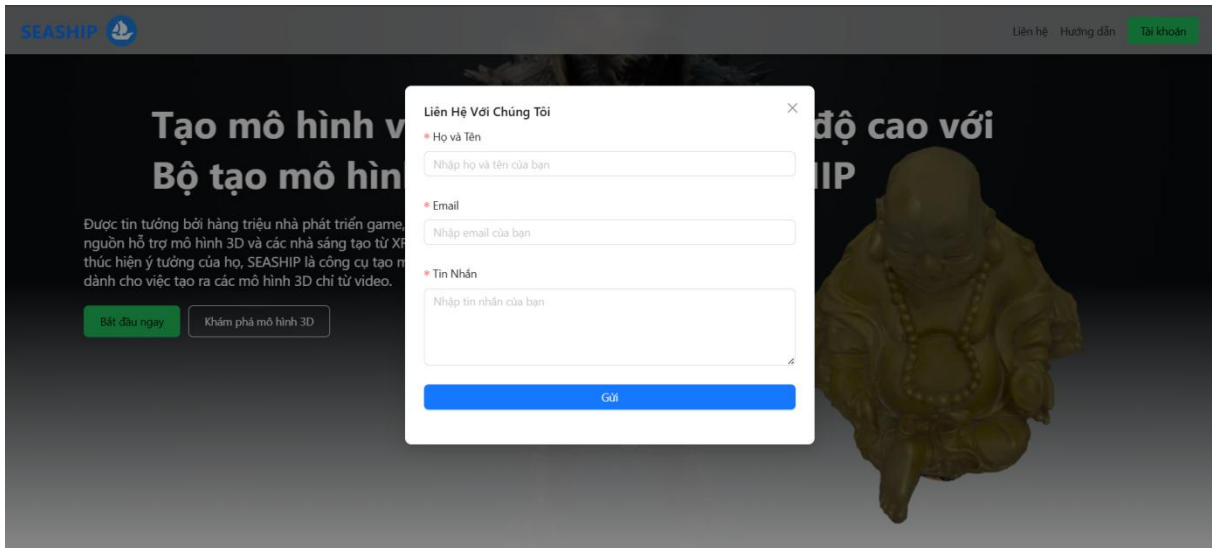 SEASHIP
Liên hệ Hướng dẫn Tài khoản
Tạo mô hình v
độ cao với
Bộ tạo mô hìn
IIP
Được tin tưởng bởi hàng triệu nhà phát triển game,
nguồn hỗ trợ mô hình 3D và các nhà sáng tạo từ XR
thúc hiện ý tưởng của họ, SEASHIP là công cụ tạo m
dành cho việc tạo ra các mô hình 3D chỉ từ video.
Bắt đầu ngay Khám phá mô hình 3D
Liên Hệ Với Chúng Tôi
* Họ và Tên
Nhập họ và tên của bạn
* Email
Nhập email của bạn
* Tin Nhắn
Nhập tin nhắn của bạn
Gửi